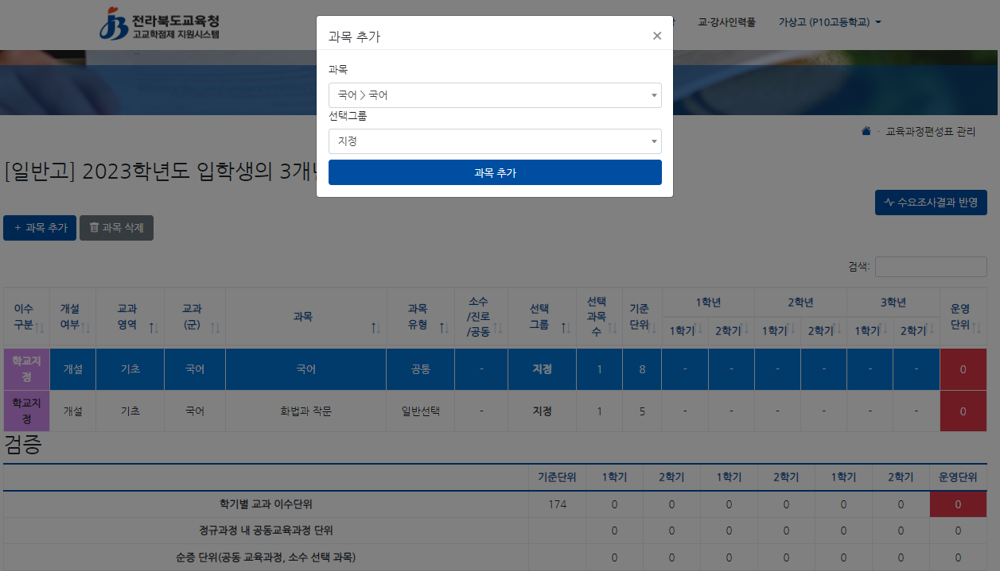 전라북도교육청
고교학점제 지원시스템
교·강사인력풀
가상고 (P10고등학교)
과목 추가
×
과목
국어 > 국어
선택그룹
지정
과목 추가
교육과정편성표 관리
[일반고] 2023학년도 입학생의 3개년
수요조사결과 반영
+ 과목 추가
과목 삭제
검색:
이수 구분 개설 여부 교과 영역 교과 (군) 과목 과목 유형 소수 /진로 /공동 선택 그룹 선택 과목 수 기준 단위 1학년 2학년 3학년 운영 단위
1학기 2학기 1학기 2학기 1학기 2학기
학교지정 개설 기초 국어 국어 공통 - 지정 1 8 - - - - - - 0
학교지정 개설 기초 국어 화법과 작문 일반선택 - 지정 1 5 - - - - - - 0
검증
기준단위 1학기 2학기 1학기 2학기 1학기 2학기 운영단위
학기별 교과 이수단위 174 0 0 0 0 0 0 0
정규과정 내 공동교육과정 단위 0 0 0 0 0 0 0
순증 단위(공동 교육과정, 소수 선택 과목) 0 0 0 0 0 0 0